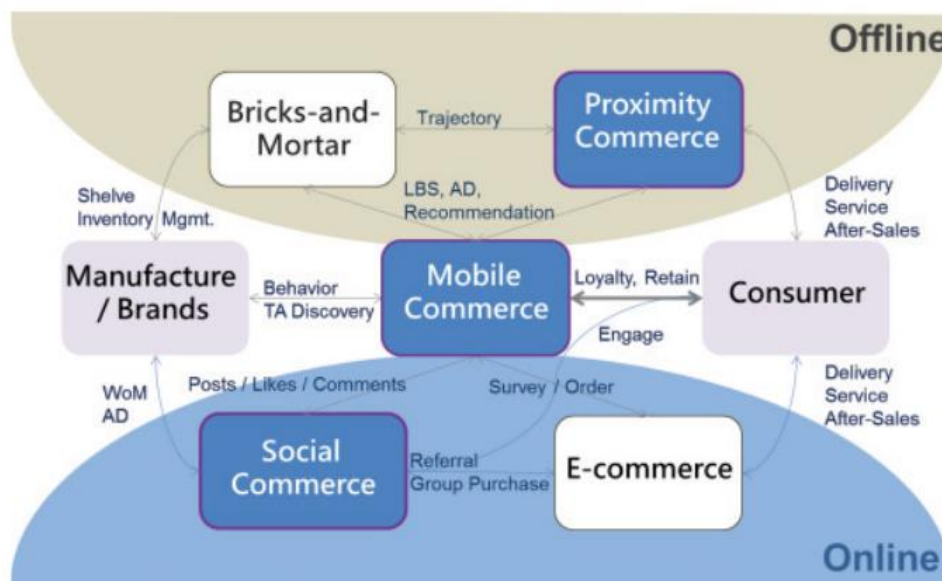 Offline
Bricks-and-
Mortar
Trajectory
Proximity
Commerce
Shelve
Inventory Mgmt.
LBS, AD,
Recommendation
Delivery
Service
After-Sales
Manufacture
/ Brands
Behavior
TA Discovery
Mobile
Commerce
Loyalty, Retain
Engage
Consumer
WoM
AD
Posts / Likes / Comments
Survey / Order
Delivery
Service
After-Sales
Social
Commerce
Referral
Group Purchase
E-commerce
Online